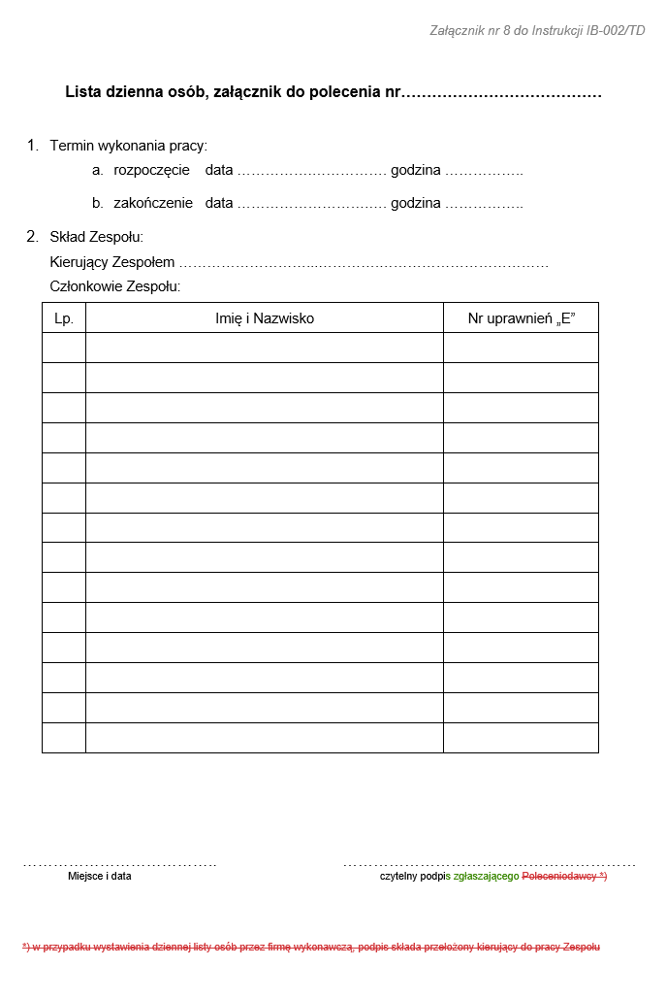 Załącznik nr 8 do Instrukcji IB-002/TD
Lista dzienna osób, załącznik do polecenia nr…………………………………
1. Termin wykonania pracy:
a. rozpoczęcie data ………………………… godzina ……………..
b. zakończenie data ………………………….. godzina ……………..
2. Skład Zespołu:
Kierujący Zespołem ………………………..……………………………………….
Członkowie Zespołu:
Lp. Imię i Nazwisko Nr uprawnień „E”
………………………………… …………………………………………………
Miejsce i data czytelny podpis zgłaszającego Poleceniodawcy *)
*) w przypadku wystawienia dziennej listy osób przez firmę wykonawczą, podpis składa przełożony kierujący do pracy Zespołu